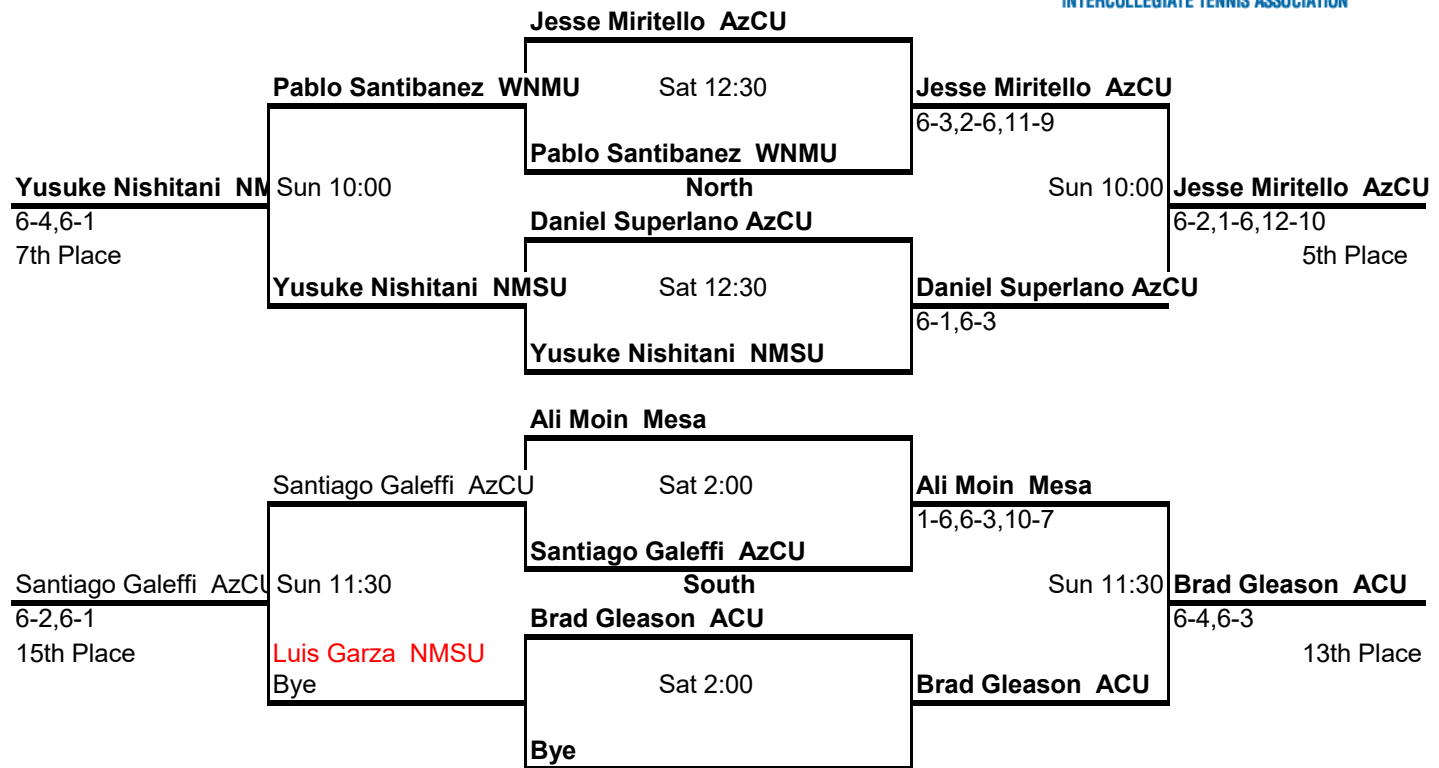 INTERCOLLEGIATE TENNIS ASSOCIATION
Jesse Miritello AzCU
Pablo Santibanez WNMU
Sat 12:30
Jesse Miritello AzCU
6-3,2-6,11-9
Pablo Santibanez WNMU
Yusuke Nishitani NM
Sun 10:00
North
Sun 10:00
Jesse Miritello AzCU
6-4,6-1
Daniel Superlano AzCU
6-2,1-6,12-10
7th Place
5th Place
Yusuke Nishitani NMSU
Sat 12:30
Daniel Superlano AzCU
6-1,6-3
Yusuke Nishitani NMSU
Ali Moin Mesa
Santiago Galeffi AzCU
Sat 2:00
Ali Moin Mesa
1-6,6-3,10-7
Santiago Galeffi AzCU
Santiago Galeffi AzCU
Sun 11:30
South
Sun 11:30
Brad Gleason ACU
6-2,6-1
Brad Gleason ACU
6-4,6-3
15th Place
Luis Garza NMSU
13th Place
Bye
Sat 2:00
Brad Gleason ACU
Bye